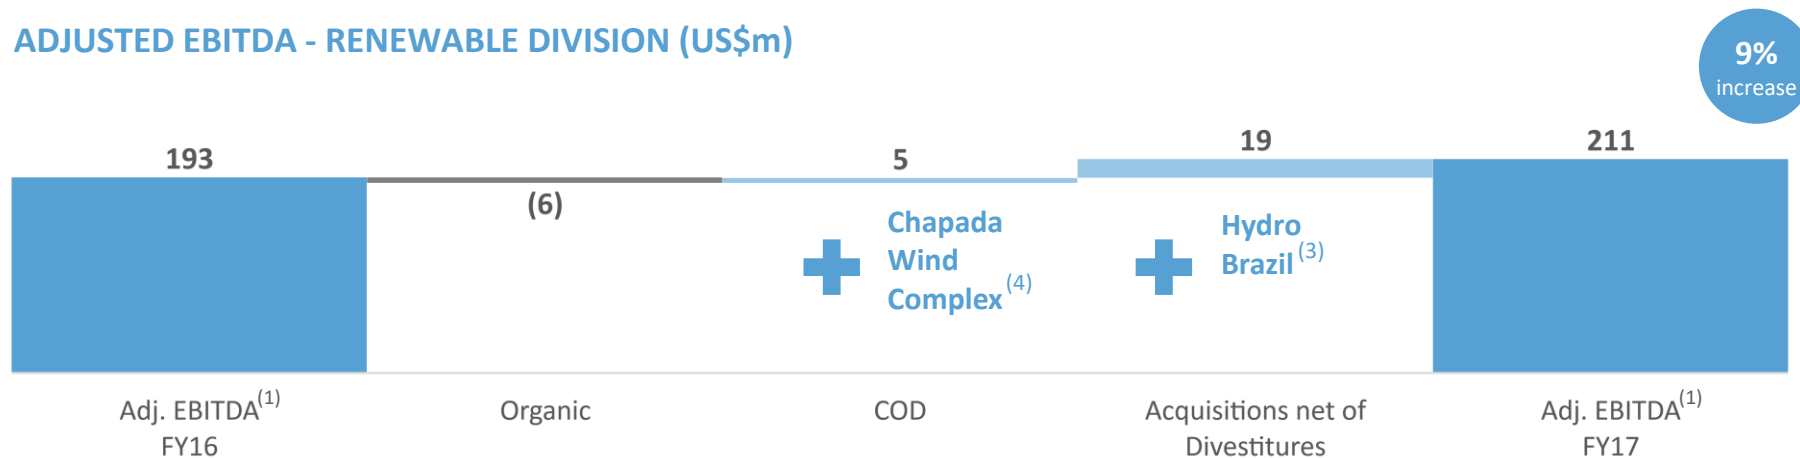 ADJUSTED EBITDA - RENEWABLE DIVISION (US$m)
9%
increase
193
(6)
5
19
211
Chapada
Wind
Complex (4)
Hydro
Brazil (3)
Adj. EBITDA(1)
FY16
Organic
COD
Acquisitions net of
Divestitures
Adj. EBITDA(1)
FY17